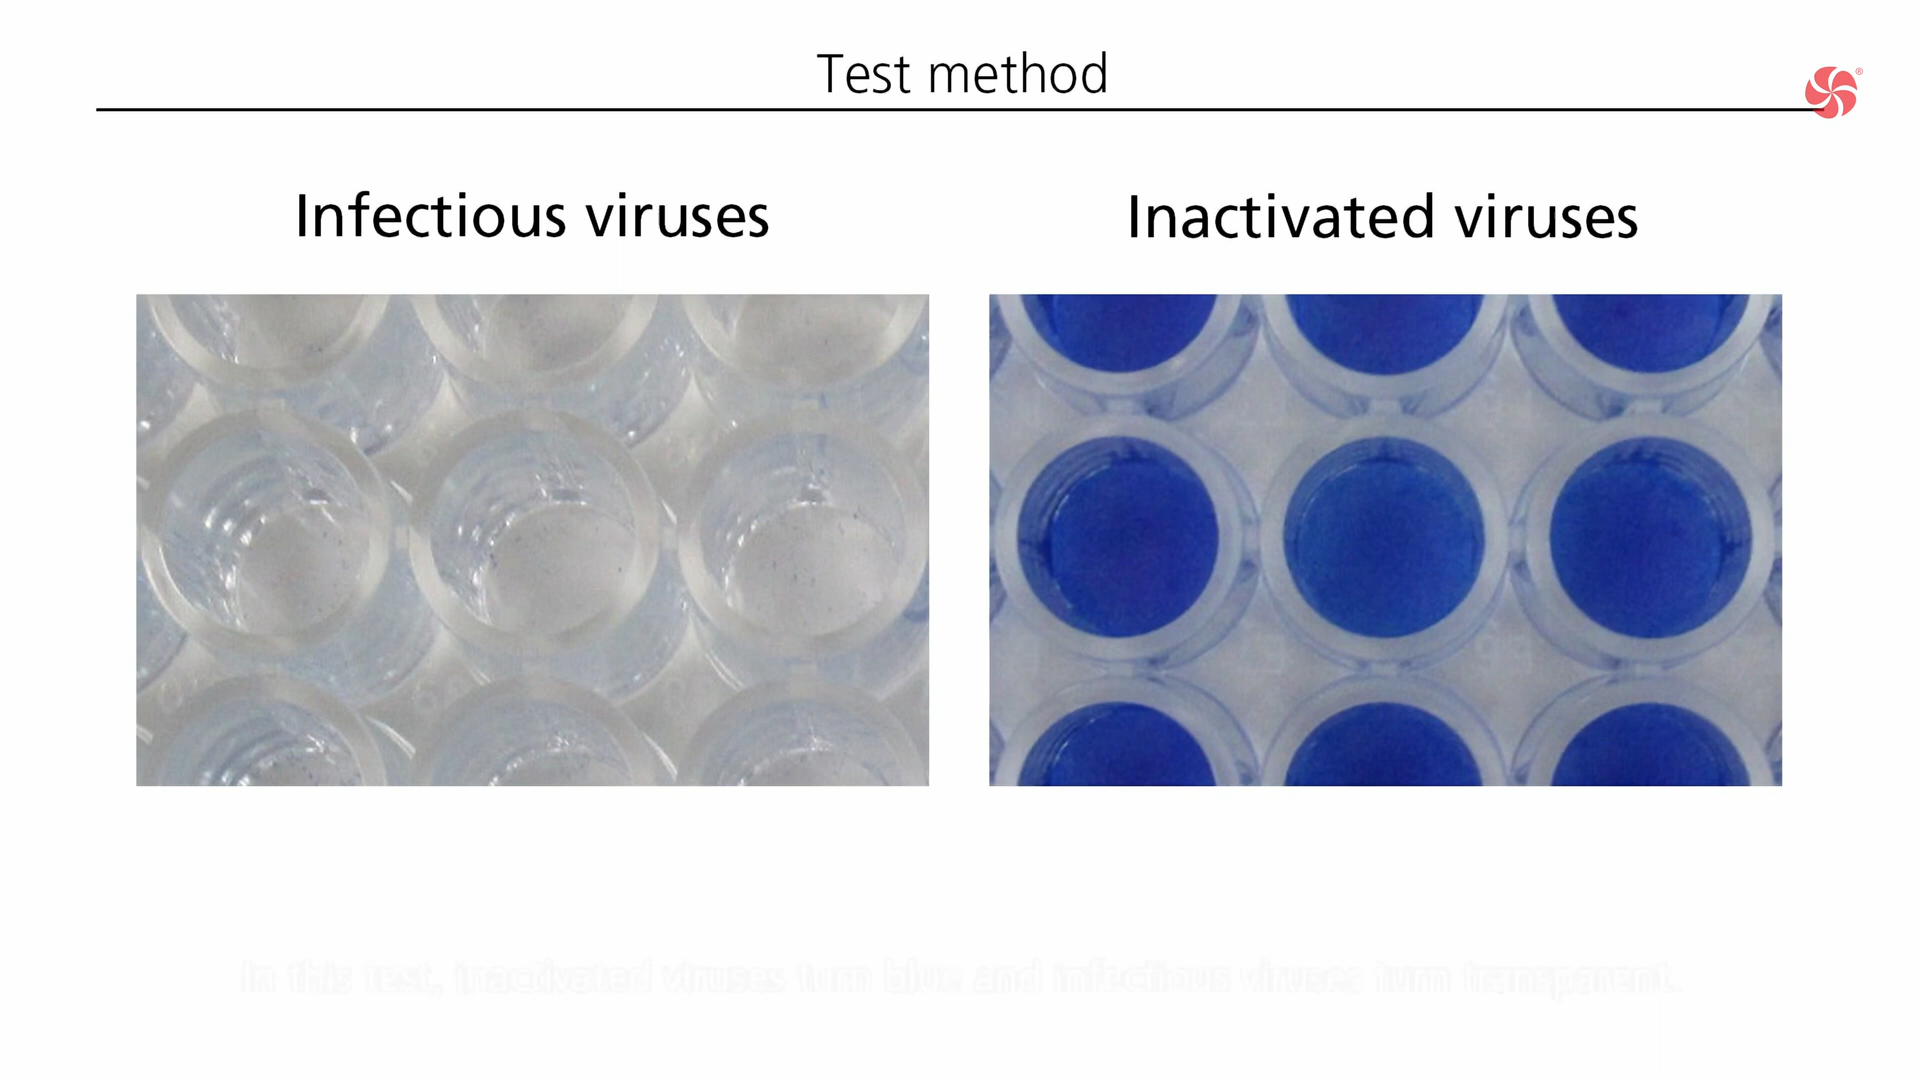 Test method
®
Infectious viruses
Inactivated viruses
In this test, inactivated viruses turn blue and infectious viruses turn transparent.